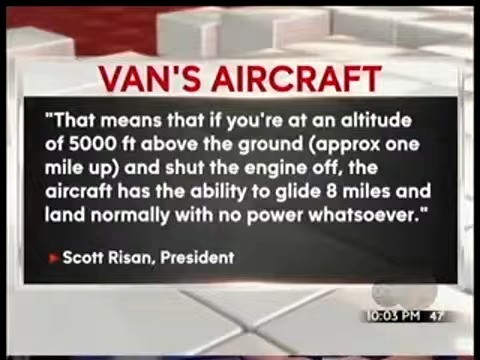 VAN'S AIRCRAFT
"That means that if you're at an altitude
of 5000 ft above the ground (approx one
mile up) and shut the engine off, the
aircraft has the ability to glide 8 miles and
land normally with no power whatsoever."
Scott Risan, President
10:03 PM 47